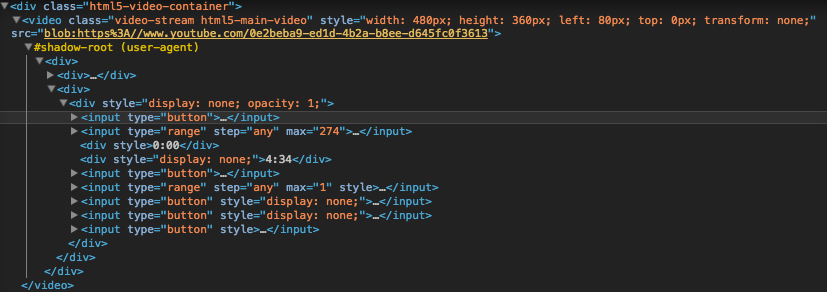 ▼<div class="html5-video-container">
▼<video class="video-stream html5-main-video" style="width: 480px; height: 360px; left: 80px; top: 0px; transform: none;"
src="blob:https%3A//www.youtube.com/0e2beba9-ed1d-4b2a-b8ee-d645fc0f3613">
▼#shadow-root (user-agent)
▼<div>
▶<div>…</div>
▼<div>
▼<div style="display: none; opacity: 1;">
▶<input type="button">…</input>
▶<input type="range" step="any" max="274">…</input>
<div style>0:00</div>
<div style="display: none;">4:34</div>
▶<input type="button">…</input>
▶<input type="range" step="any" max="1" style>…</input>
▶<input type="button" style="display: none;">…</input>
▶<input type="button" style="display: none;">…</input>
▶<input type="button" style>…</input>
</div>
</div>
</div>
</video>